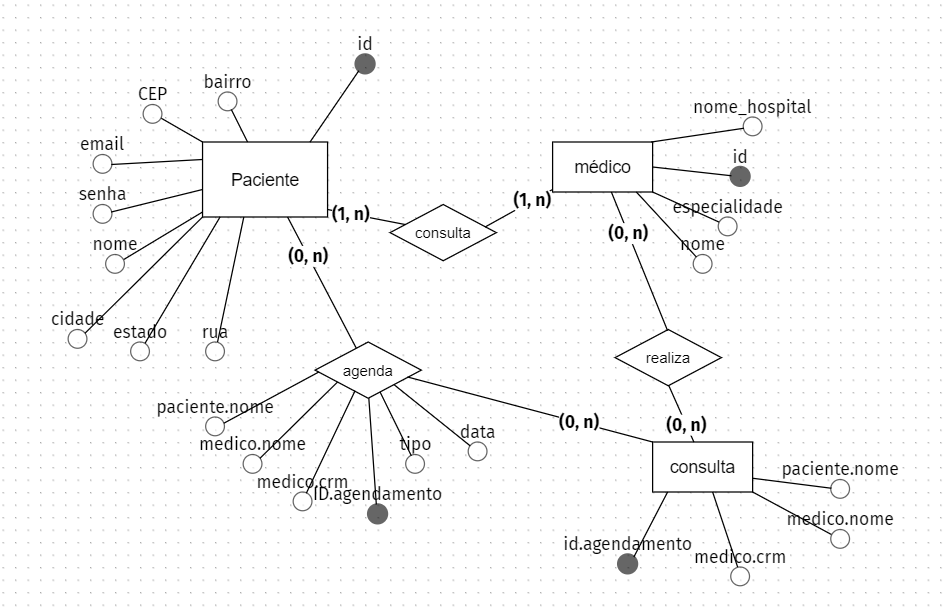 id
bairro
CEP
email
senha
nome
cidade
estado
rua
Paciente
(1, n)
consulta
(1, n)
médico
nome_hospital
id
especialidade
nome
(0, n)
(0, n)
realiza
agenda
paciente.nome
medico.nome
medico.crm
ID.agendamento
tipo
data
(0, n)
(0, n)
consulta
paciente.nome
medico.nome
medico.crm
id.agendamento